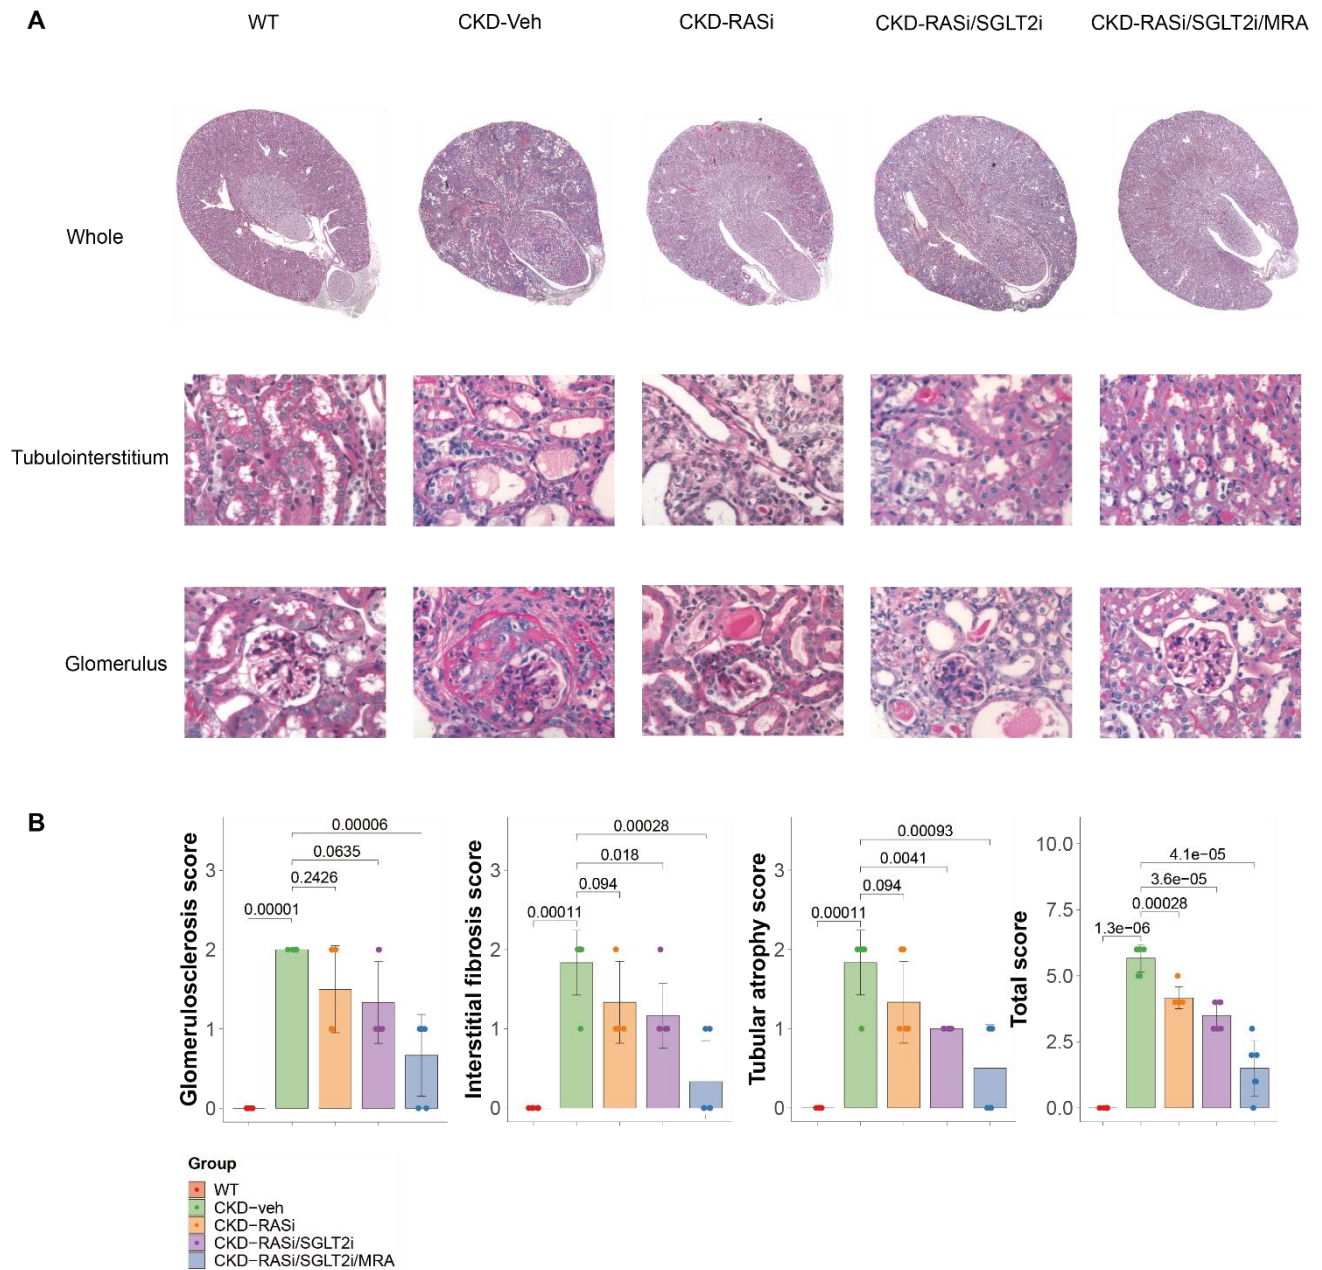 A
WT
CKD-Veh
CKD-RASi
CKD-RASi/SGLT2i
CKD-RASi/SGLT2i/MRA
Whole
Tubulointerstitium
Glomerulus
B
Glomerulosclerosis score
3
2
1
0
0.00006
0.0635
0.2426
0.00001
Interstitial fibrosis score
3
2
1
0
0.00028
0.018
0.094
0.00011
Tubular atrophy score
3
2
1
0
0.00093
0.0041
0.094
0.00011
Total score
10.0
7.5
5.0
2.5
0.0
4.1e−05
3.6e−05
0.00028
1.3e−06
Group
WT
CKD−veh
CKD−RASi
CKD−RASi/SGLT2i
CKD−RASi/SGLT2i/MRA